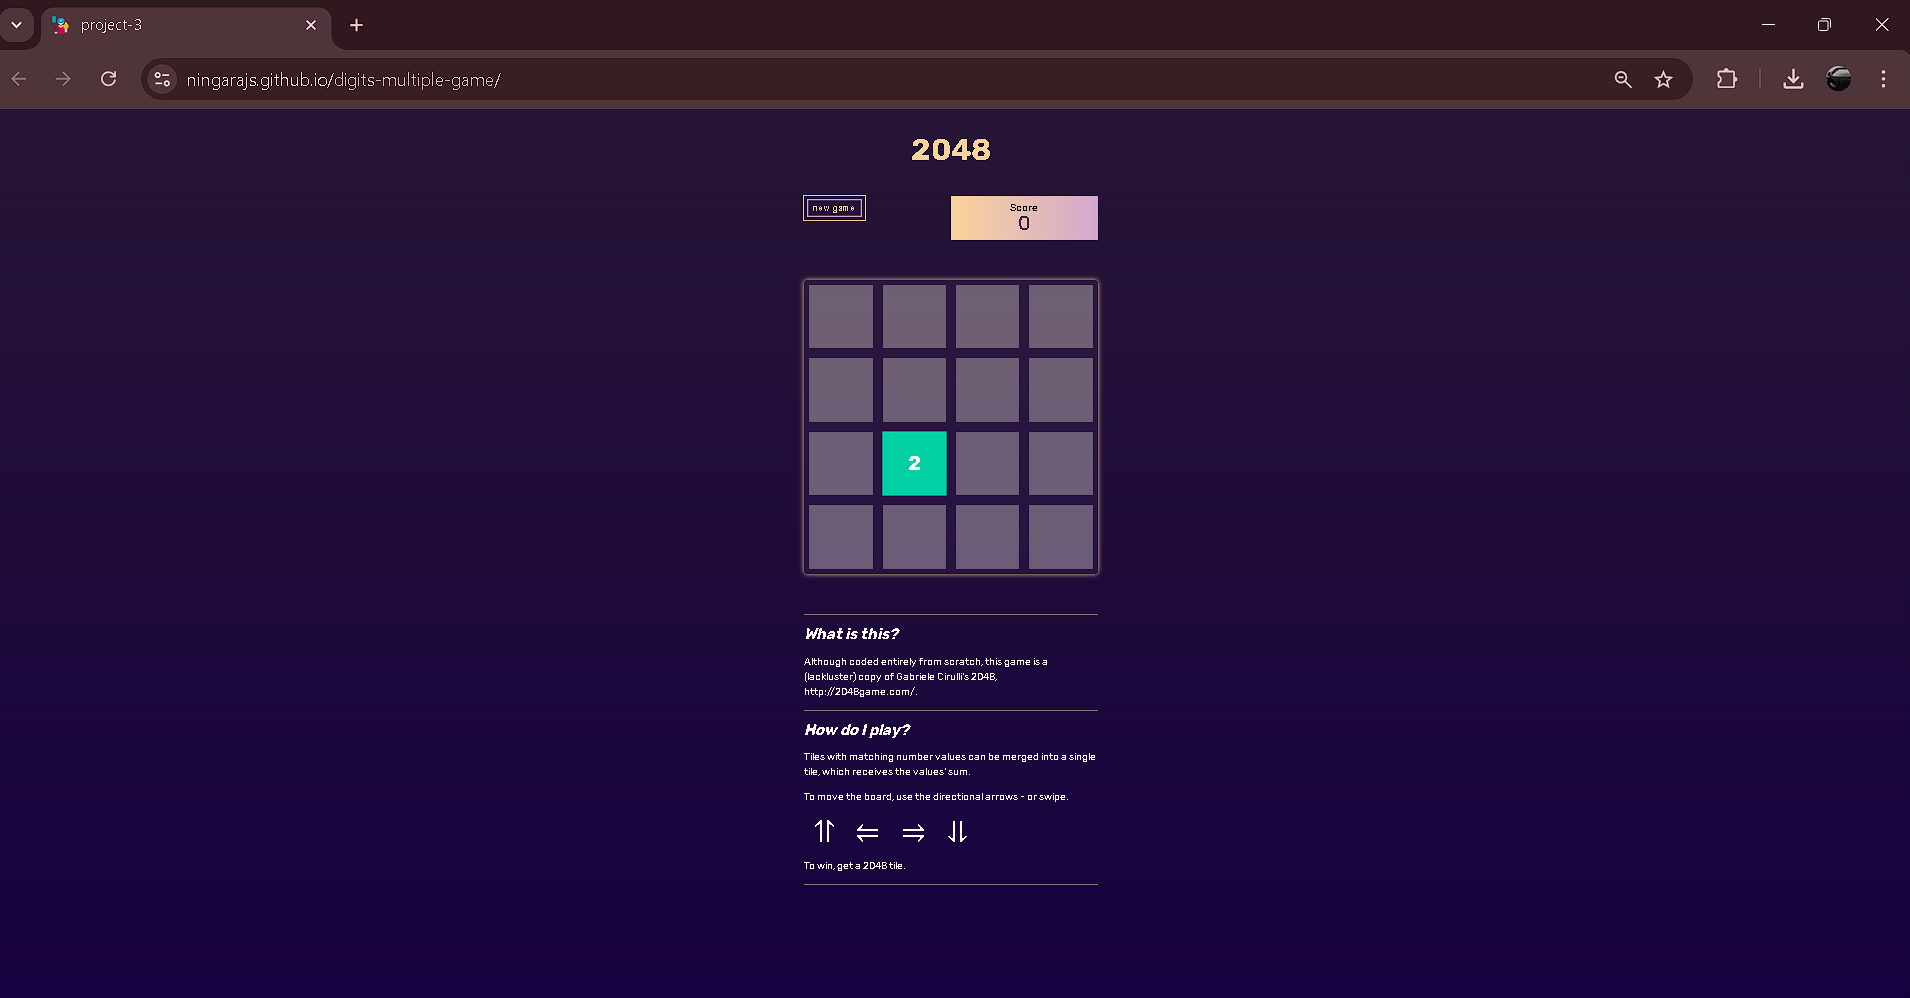 project-3
ningarajs.github.io/digits-multiple-game/
2048
new game
Score
0
2
What is this?
Although coded entirely from scratch, this game is a
(lackluster) copy of Gabriele Cirulli's 2048,
http://2048game.com/.
How do I play?
Tiles with matching number values can be merged into a single
tile, which receives the values' sum.
To move the board, use the directional arrows - or swipe.
To win, get a 2048 tile.